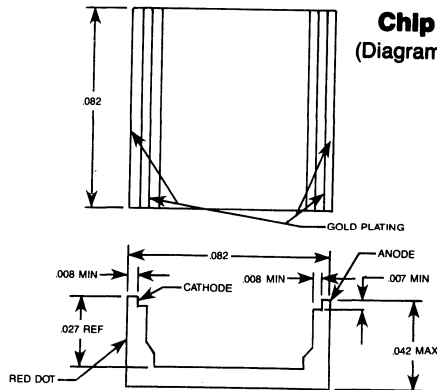 Chip
(Diagram
.082
GOLD PLATING
.082
ANODE
.008 MIN
.008 MIN
.007 MIN
CATHODE
.027 REF
.042 MAX
RED DOT